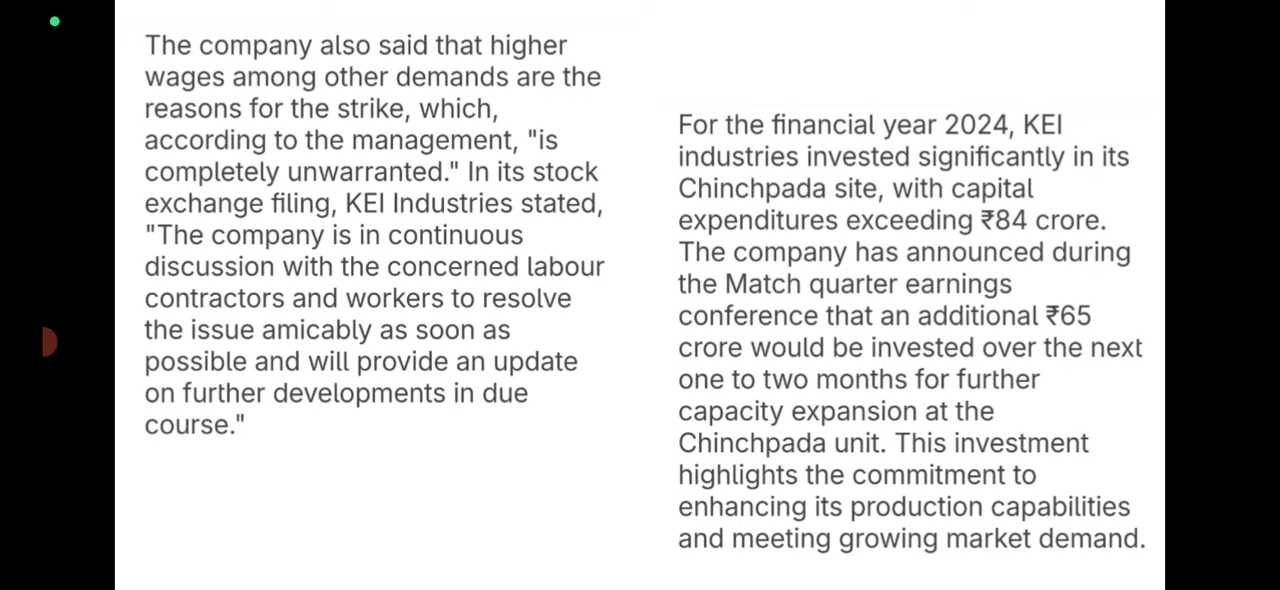 The company also said that higher
wages among other demands are the
reasons for the strike, which,
according to the management, "is
completely unwarranted." In its stock
exchange filing, KEI Industries stated,
"The company is in continuous
discussion with the concerned labour
contractors and workers to resolve
the issue amicably as soon as
possible and will provide an update
on further developments in due
course."
For the financial year 2024, KEI
industries invested significantly in its
Chinchpada site, with capital
expenditures exceeding ₹84 crore.
The company has announced during
the Match quarter earnings
conference that an additional ₹65
crore would be invested over the next
one to two months for further
capacity expansion at the
Chinchpada unit. This investment
highlights the commitment to
enhancing its production capabilities
and meeting growing market demand.